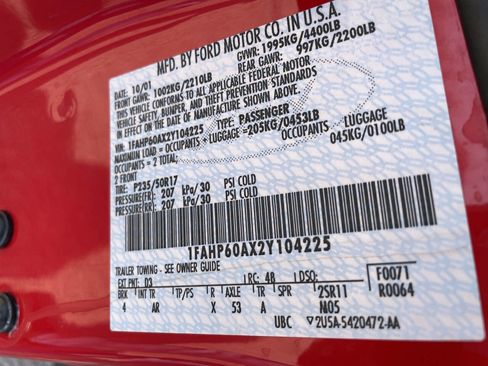 MFD. BY FORD MOTOR CO. IN U.S.A.
DATE: 10/01 GVWR: 1995KG/4400LB
FRONT GAWR: 1002KG/2210LB REAR GAWR: 997KG/2200LB
THIS VEHICLE CONFORMS TO ALL APPLICABLE FEDERAL MOTOR
VEHICLE SAFETY, BUMPER, AND THEFT PREVENTION STANDARDS
IN EFFECT ON THE DATE OF MANUFACTURE SHOWN ABOVE.
VIN: 1FAHP60AX2Y104225 TYPE: PASSENGER
MAXIMUM LOAD = OCCUPANTS + LUGGAGE = 205KG/0453LB
OCCUPANTS = 2 TOTAL; OCCUPANTS LUGGAGE
2 FRONT 045KG/0100LB
TIRE: P235/50R17
PRESSURE(FR): 207 kPa/30 PSI COLD
PRESSURE(RR): 207 kPa/30 PSI COLD
1FAHP60AX2Y104225
TRAILER TOWING - SEE OWNER GUIDE F0071
EXT PNT: 03 RC: 48 DSO: R0064
BRK INT TR TP/PS R AXLE TR SPR 2SR11
4 AR X 53 A NI05
UBC ▽2U5A-5420472-AA